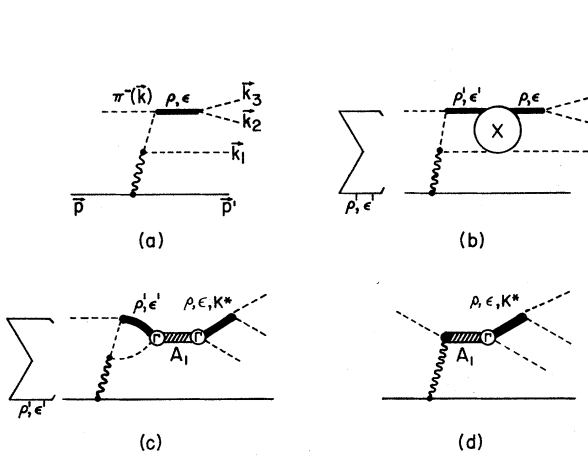 π⁻(k⃗) ρ, ε k⃗₃
k⃗₂
k⃗₁
p⃗ p⃗'
(a)
ρ', ε' ρ, ε
X
ρ', ε'
(b)
ρ', ε' ρ, ε, K*
Γ Γ
A₁
ρ', ε'
(c)
ρ, ε, K*
Γ
A₁
(d)